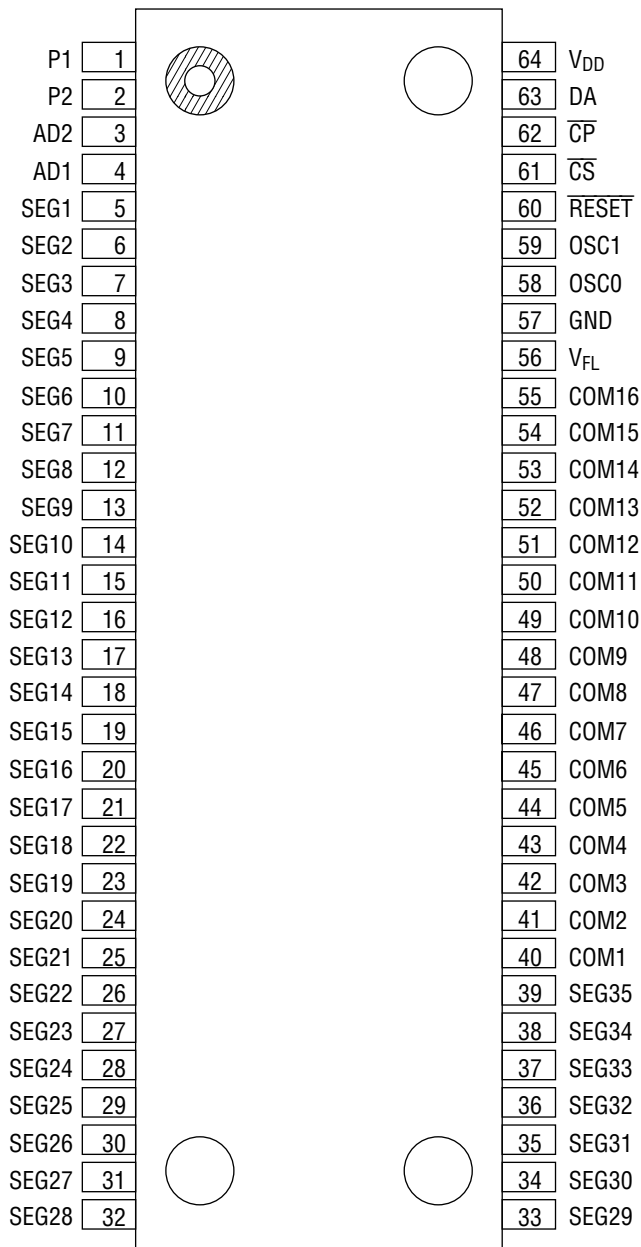 P1 1 64 VDD
P2 2 63 DA
AD2 3 62 C̅P̅
AD1 4 61 C̅S̅
SEG1 5 60 R̅E̅S̅E̅T̅
SEG2 6 59 OSC1
SEG3 7 58 OSC0
SEG4 8 57 GND
SEG5 9 56 VFL
SEG6 10 55 COM16
SEG7 11 54 COM15
SEG8 12 53 COM14
SEG9 13 52 COM13
SEG10 14 51 COM12
SEG11 15 50 COM11
SEG12 16 49 COM10
SEG13 17 48 COM9
SEG14 18 47 COM8
SEG15 19 46 COM7
SEG16 20 45 COM6
SEG17 21 44 COM5
SEG18 22 43 COM4
SEG19 23 42 COM3
SEG20 24 41 COM2
SEG21 25 40 COM1
SEG22 26 39 SEG35
SEG23 27 38 SEG34
SEG24 28 37 SEG33
SEG25 29 36 SEG32
SEG26 30 35 SEG31
SEG27 31 34 SEG30
SEG28 32 33 SEG29